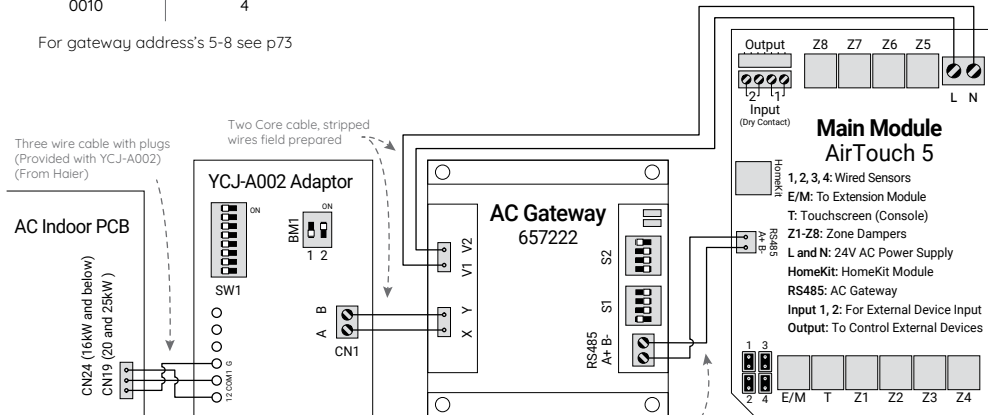 0010 4
For gateway address's 5-8 see p73
Three wire cable with plugs
(Provided with YCJ-A002)
(From Haier)
Two Core cable, stripped
wires field prepared
AC Indoor PCB
CN24 (16kW and below)
CN19 (20 and 25kW )
YCJ-A002 Adaptor
ON
SW1
ON
BM1
1 2
G
COM1
12
B
A
CN1
AC Gateway
657222
V2
V1
Y
X
S2
S1
RS485
A+ B-
Output
2 1
Input
(Dry Contact)
Z8 Z7 Z6 Z5
L N
Main Module
AirTouch 5
HomeKit
RS485
A+ B-
1, 2, 3, 4: Wired Sensors
E/M: To Extension Module
T: Touchscreen (Console)
Z1-Z8: Zone Dampers
L and N: 24V AC Power Supply
HomeKit: HomeKit Module
RS485: AC Gateway
Input 1, 2: For External Device Input
Output: To Control External Devices
1 3
2 4
E/M T Z1 Z2 Z3 Z4